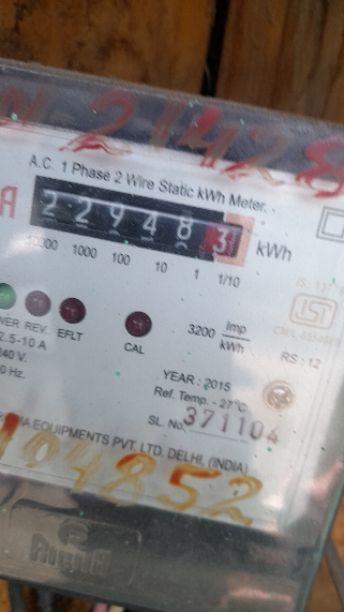 21428
A.C. 1 Phase 2 Wire Static kWh Meter.
229483 kWh
10000 1000 100 10 1 1/10
REV. EFLT CAL
3200 Imp/kWh
2.5-10 A
240 V.
RS : 12
YEAR : 2015
Ref. Temp. - 27°C
SL. No. 371104
EQUIPMENTS PVT. LTD. DELHI, (INDIA)
104852